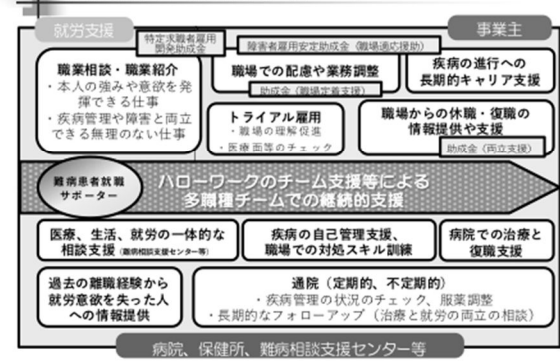 就労支援
事業主
特定求職者雇用
開発助成金
障害者雇用安定助成金（職場適応援助）
職業相談・職業紹介
・本人の強みや意欲を発
揮できる仕事
・疾病管理や障害と両立
できる無理のない仕事
職場での配慮や業務調整
助成金（職場定着支援）
疾病の進行への
長期的キャリア支援
トライアル雇用
・職場の理解促進
・医療面等のチェック
職場からの休職・復職の
情報提供や支援
助成金（両立支援）
難病患者就職
サポーター
ハローワークのチーム支援等による
多職種チームでの継続的支援
医療、生活、就労の一体的な
相談支援（難病相談支援センター等）
疾病の自己管理支援、
職場での対処スキル訓練
病院での治療と
復職支援
過去の離職経験から
就労意欲を失った人
への情報提供
通院（定期的、不定期的）
・疾病管理の状況のチェック、服薬調整
・長期的なフォローアップ（治療と就労の両立の相談）
病院、保健所、難病相談支援センター等